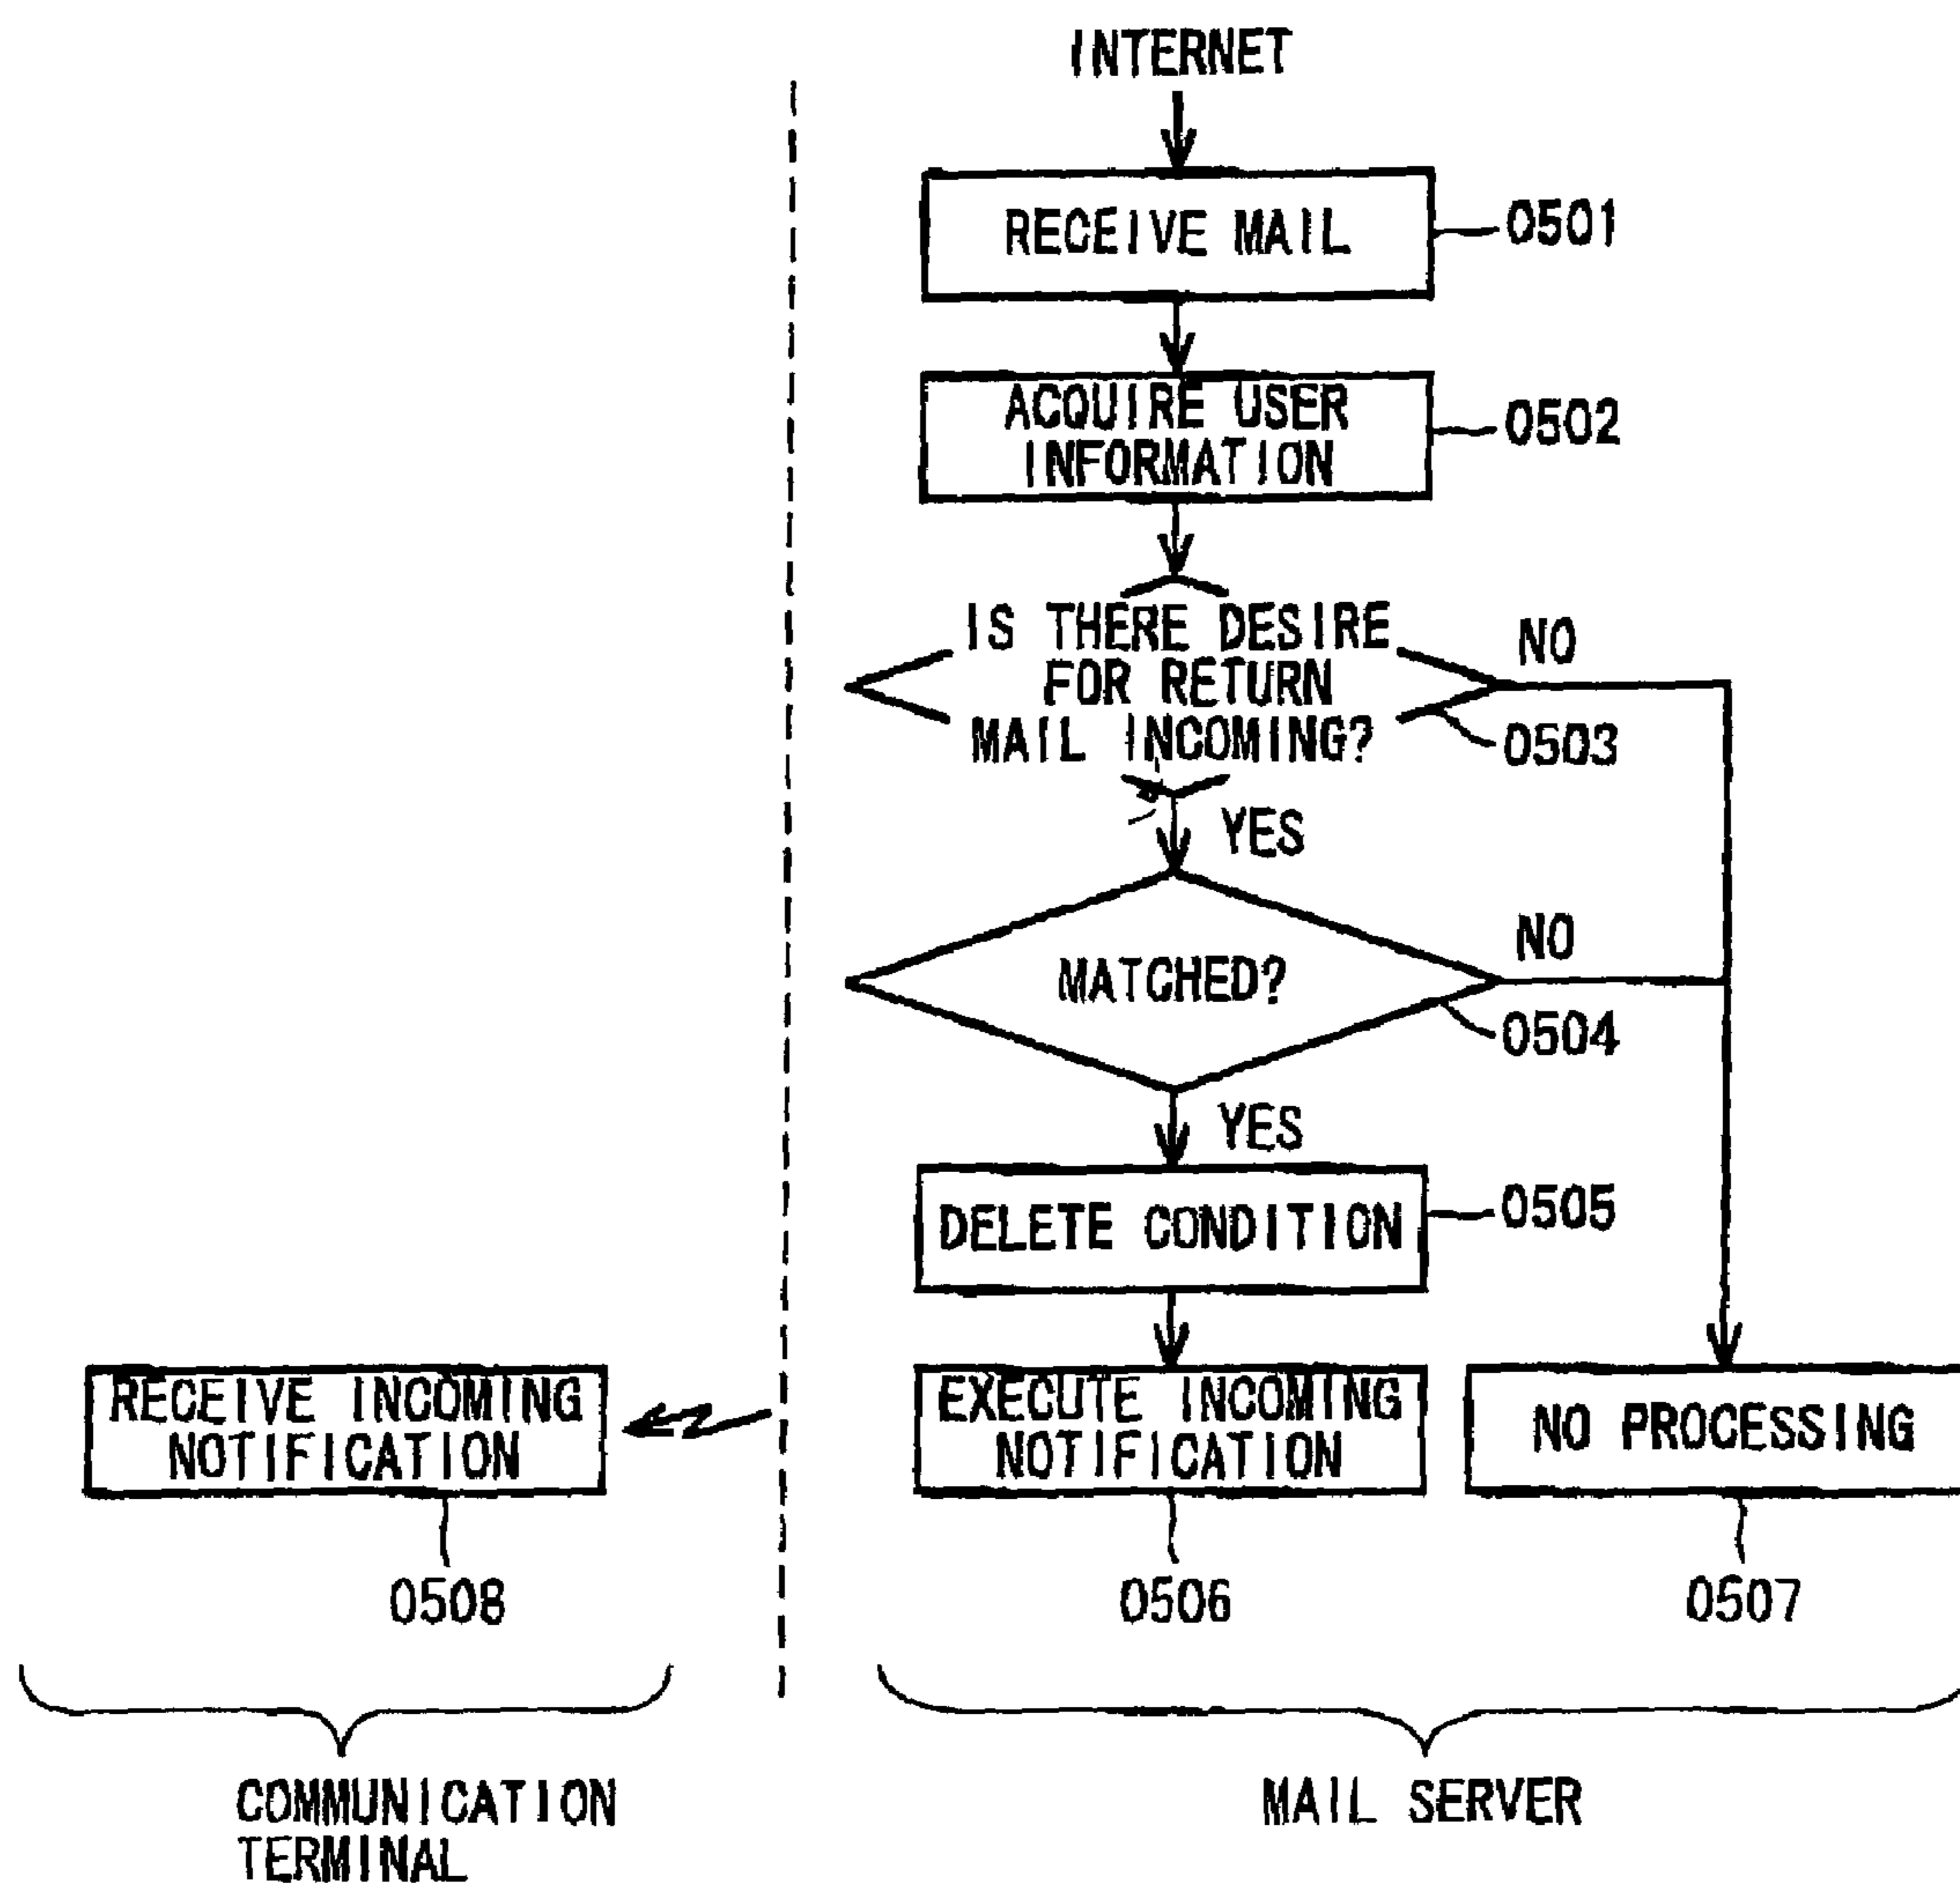 INTERNET
RECEIVE MAIL
0501
ACQUIRE USER
INFORMATION
0502
IS THERE DESIRE
FOR RETURN
MAIL INCOMING?
NO
0503
YES
MATCHED?
NO
0504
YES
DELETE CONDITION
0505
RECEIVE INCOMING
NOTIFICATION
0508
EXECUTE INCOMING
NOTIFICATION
0506
NO PROCESSING
0507
COMMUNICATION
TERMINAL
MAIL SERVER